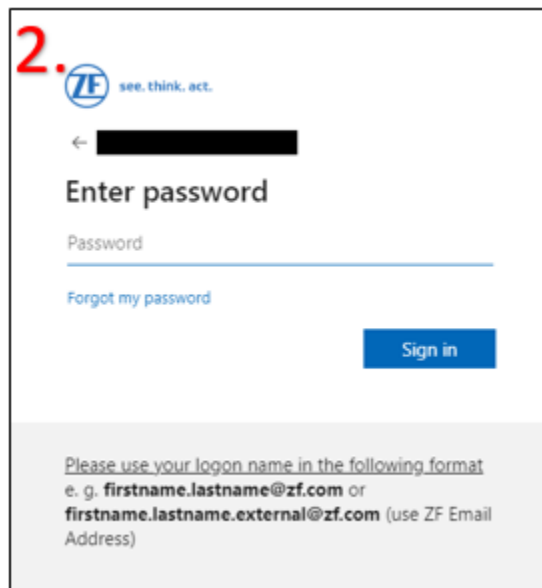 2.
ZF see. think. act.
←
Enter password
Password
Forgot my password
Sign in
Please use your logon name in the following format
e. g. firstname.lastname@zf.com or
firstname.lastname.external@zf.com (use ZF Email
Address)